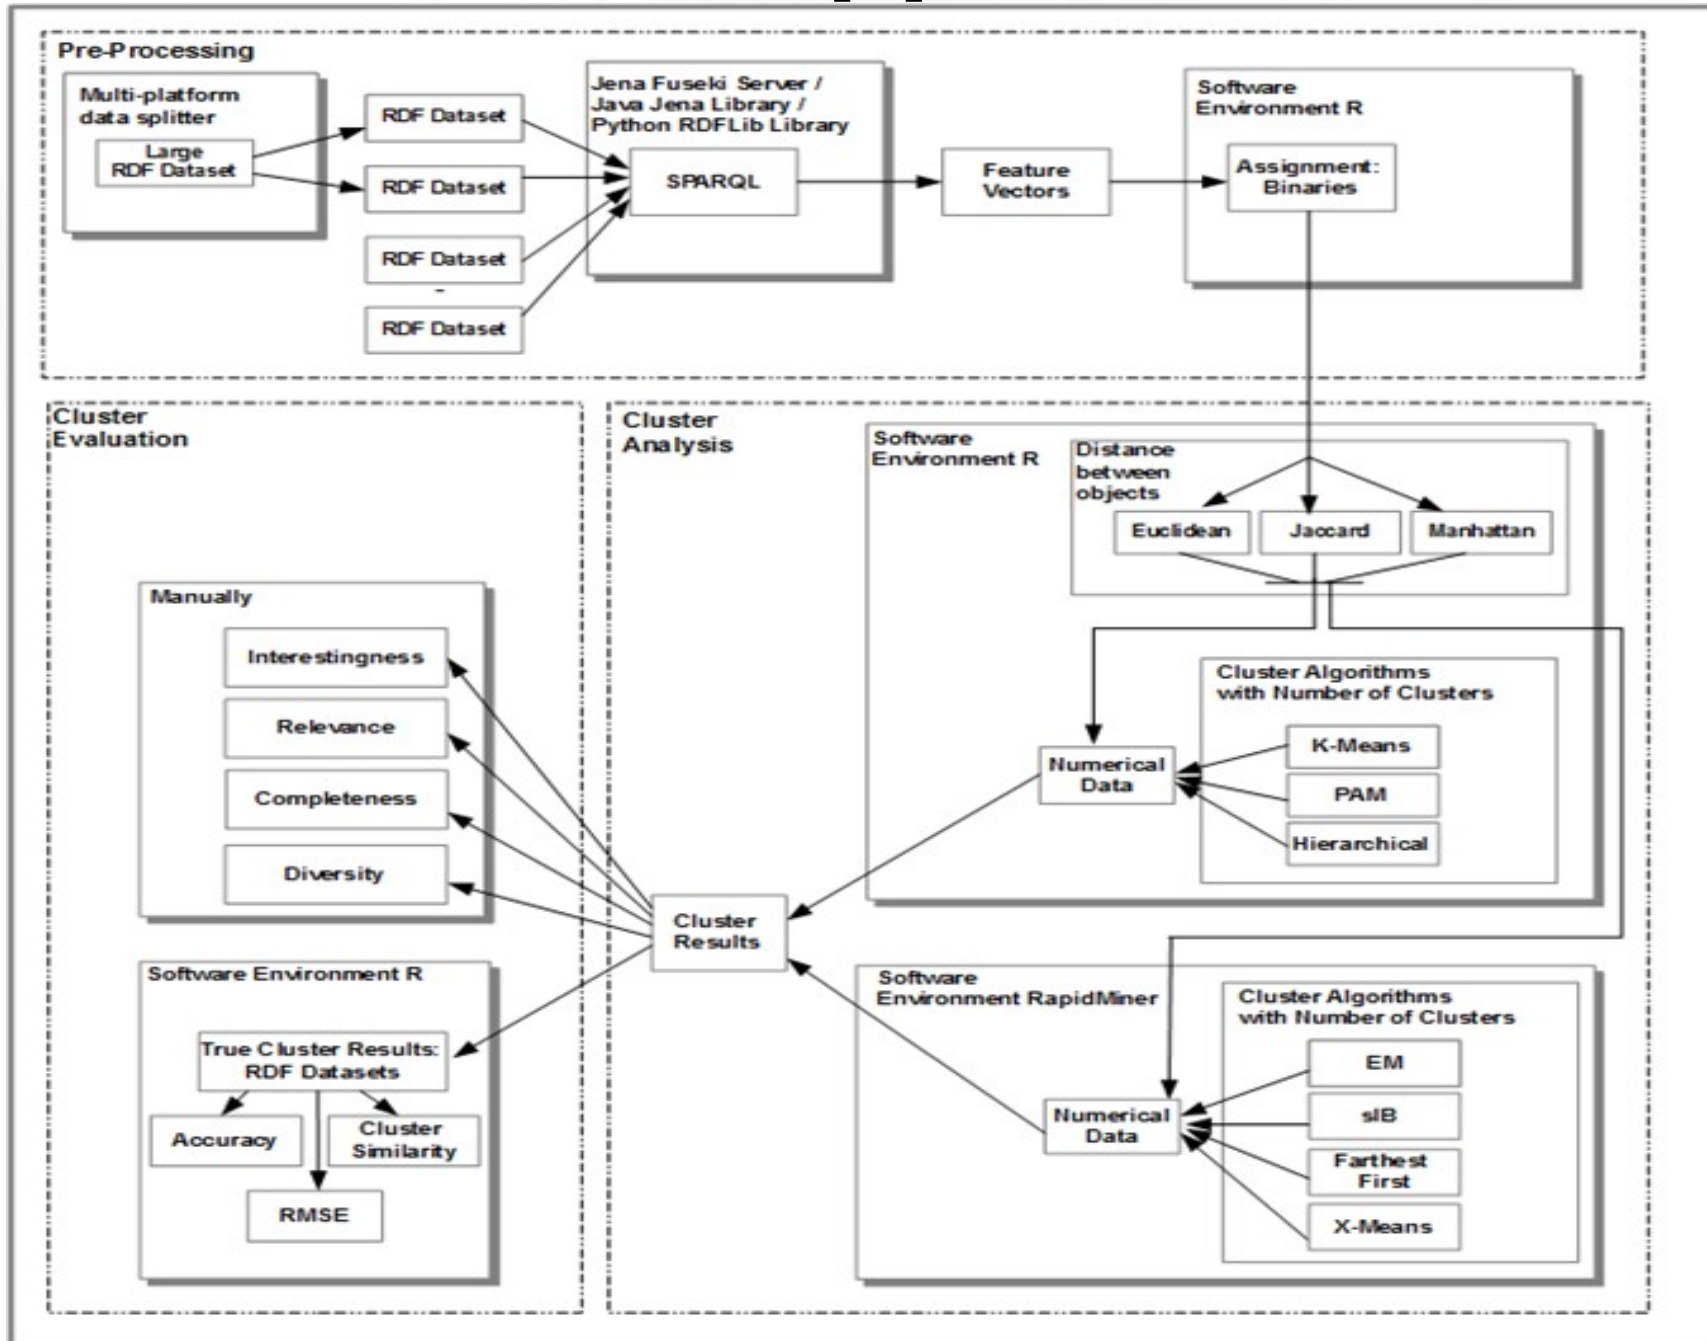 Pre-Processing
Multi-platform
data splitter
Large
RDF Dataset
RDF Dataset
RDF Dataset
RDF Dataset
-
RDF Dataset
Jena Fuseki Server /
Java Jena Library /
Python RDFLib Library
SPARQL
Feature
Vectors
Software
Environment R
Assignment:
Binaries
Cluster
Evaluation
Manually
Interestingness
Relevance
Completeness
Diversity
Software Environment R
True Cluster Results:
RDF Datasets
Accuracy
Cluster
Similarity
RMSE
Cluster
Analysis
Software
Environment R
Distance
between
objects
Euclidean
Jaccard
Manhattan
Cluster Algorithms
with Number of Clusters
K-Means
PAM
Hierarchical
Numerical
Data
Cluster
Results
Software
Environment RapidMiner
Cluster Algorithms
with Number of Clusters
EM
sIB
Farthest
First
X-Means
Numerical
Data